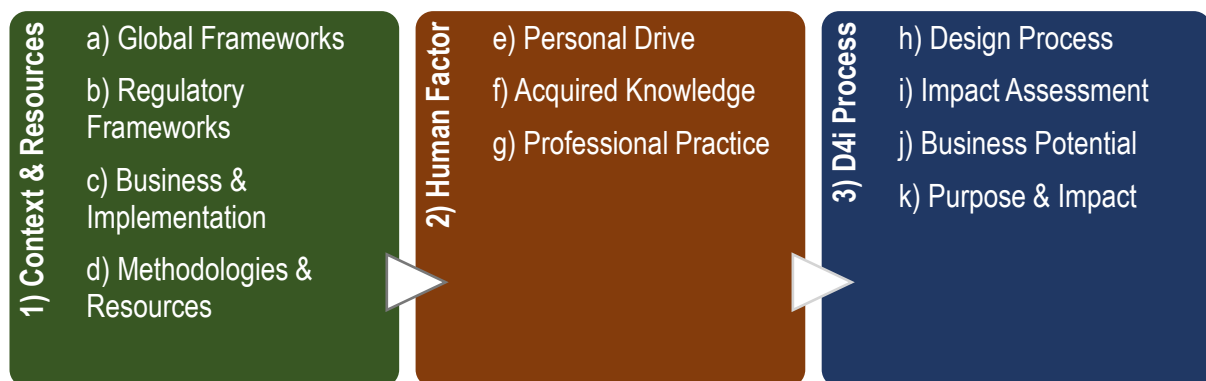 1) Context & Resources
a) Global Frameworks
b) Regulatory
Frameworks
c) Business &
Implementation
d) Methodologies &
Resources
2) Human Factor
e) Personal Drive
f) Acquired Knowledge
g) Professional Practice
3) D4i Process
h) Design Process
i) Impact Assessment
j) Business Potential
k) Purpose & Impact